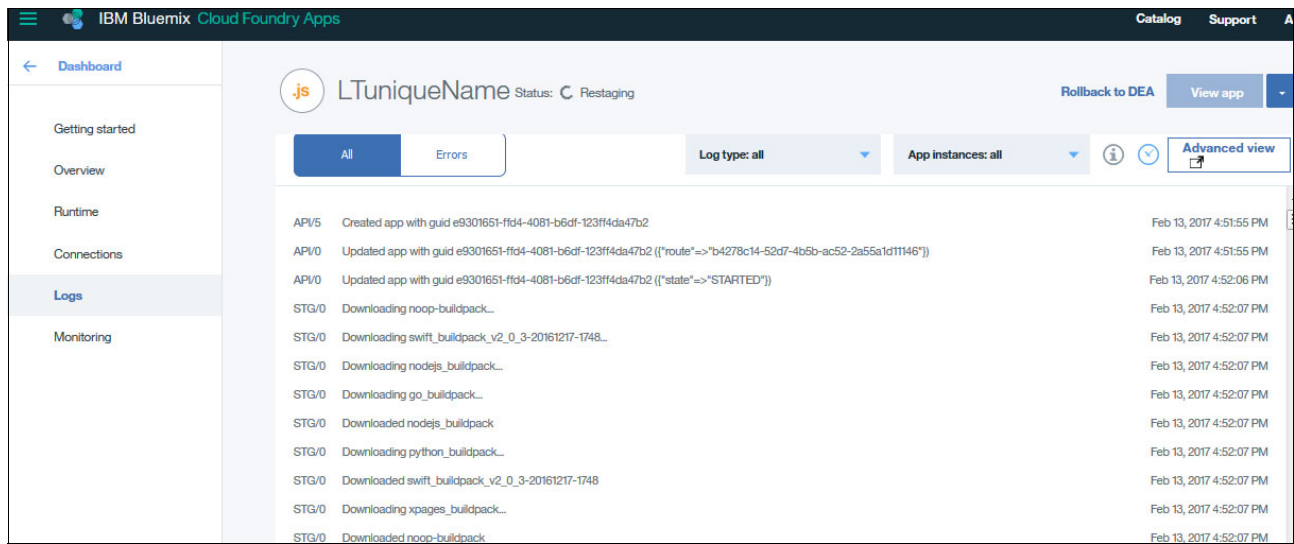 IBM Bluemix Cloud Foundry Apps Catalog Support A
Dashboard
.js LTuniqueName Status: Restaging Rollback to DEA View app
Getting started
All Errors Log type: all App instances: all Advanced view
Overview
Runtime
API/5 Created app with guid e9301651-ffd4-4081-b6df-123ff4da47b2 Feb 13, 2017 4:51:55 PM
Connections
API/0 Updated app with guid e9301651-ffd4-4081-b6df-123ff4da47b2 ({"route"=>"b4278c14-52d7-4b5b-ac52-2a55a1d11146"}) Feb 13, 2017 4:51:55 PM
API/0 Updated app with guid e9301651-ffd4-4081-b6df-123ff4da47b2 ({"state"=>"STARTED"}) Feb 13, 2017 4:52:06 PM
Logs
STG/0 Downloading noop-buildpack... Feb 13, 2017 4:52:07 PM
Monitoring
STG/0 Downloading swift_buildpack_v2_0_3-20161217-1748... Feb 13, 2017 4:52:07 PM
STG/0 Downloading nodejs_buildpack... Feb 13, 2017 4:52:07 PM
STG/0 Downloading go_buildpack... Feb 13, 2017 4:52:07 PM
STG/0 Downloaded nodejs_buildpack Feb 13, 2017 4:52:07 PM
STG/0 Downloading python_buildpack... Feb 13, 2017 4:52:07 PM
STG/0 Downloaded swift_buildpack_v2_0_3-20161217-1748 Feb 13, 2017 4:52:07 PM
STG/0 Downloading xpages_buildpack... Feb 13, 2017 4:52:07 PM
STG/0 Downloaded noop-buildpack Feb 13, 2017 4:52:07 PM